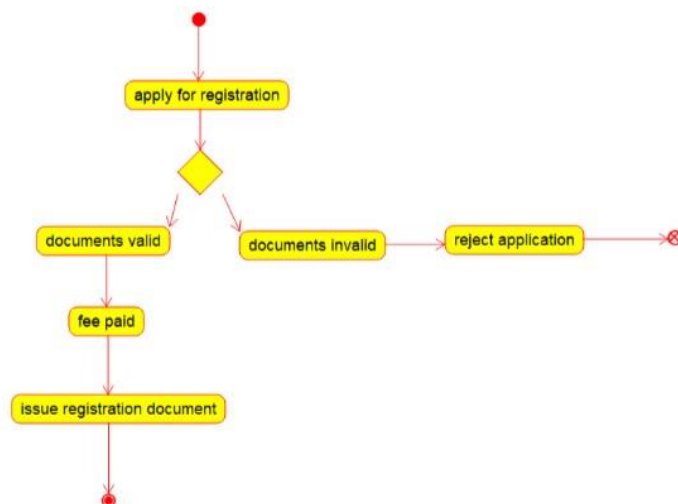 apply for registration
documents valid
documents invalid
reject application
fee paid
issue registration document